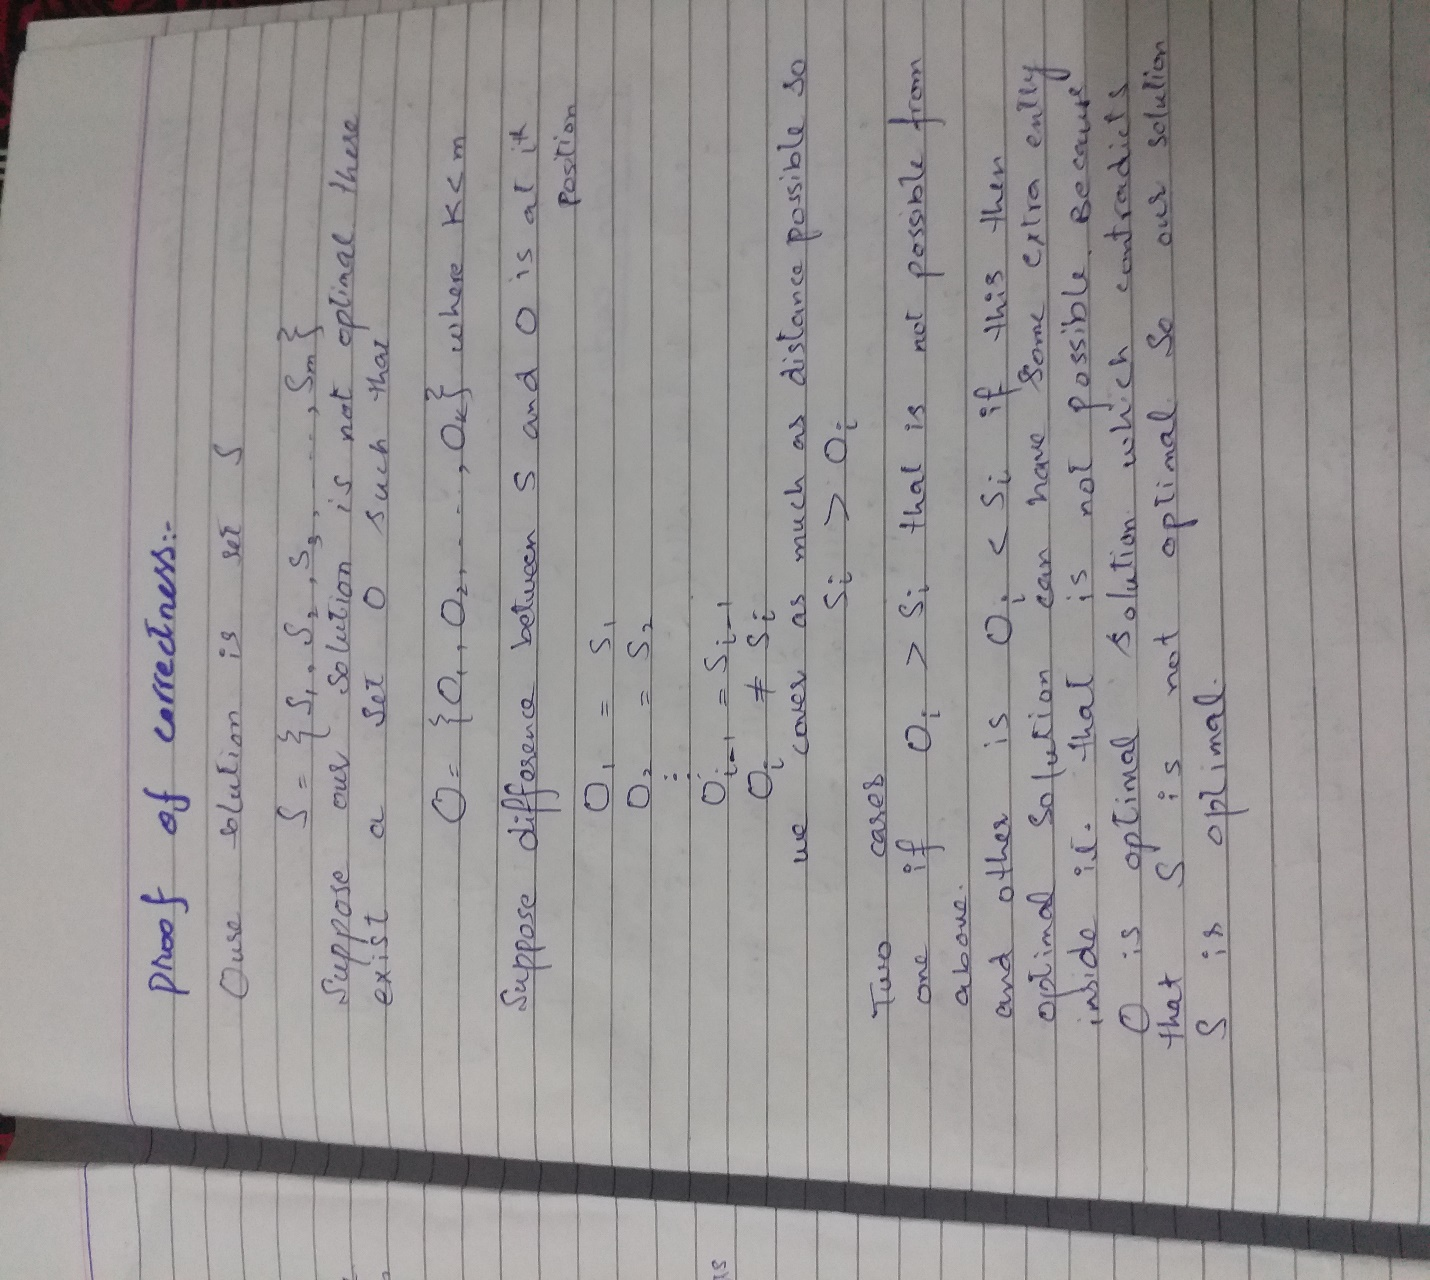 Proof of correctness:-
Ouse solution is set S
S = {S1, S2, S3, ....., Sm}
Suppose our solution is not optimal there
exist a set O such that
O = {O1, O2, ....., Ok} where K < m
Suppose difference between S and O is at ith
position
O1 = S1
O2 = S2
:
Oi-1 = Si-1
Oi ≠ Si
we cover as much as distance possible so
Si > Oi
Two cases
one if Oi > Si that is not possible from
above.
and other is Oi < Si if this then
optimal solution can have some extra entry
inside it. that is not possible. Because
O is optimal solution which contradicts
that S is not optimal. So our solution
S is optimal.
is